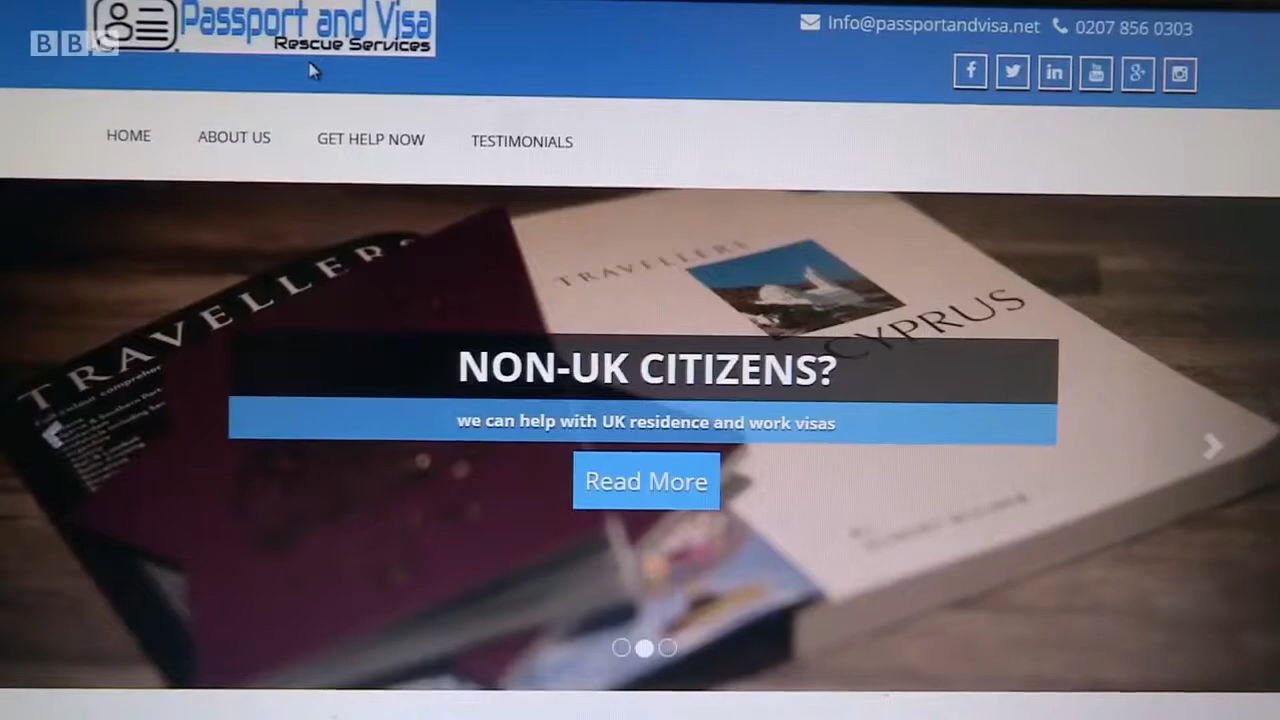 BBC
Passport and Visa
Rescue Services
Info@passportandvisa.net
0207 856 0303
HOME
ABOUT US
GET HELP NOW
TESTIMONIALS
TRAVELLERS
TRAVELLERS
CYPRUS
NON-UK CITIZENS?
we can help with UK residence and work visas
Read More